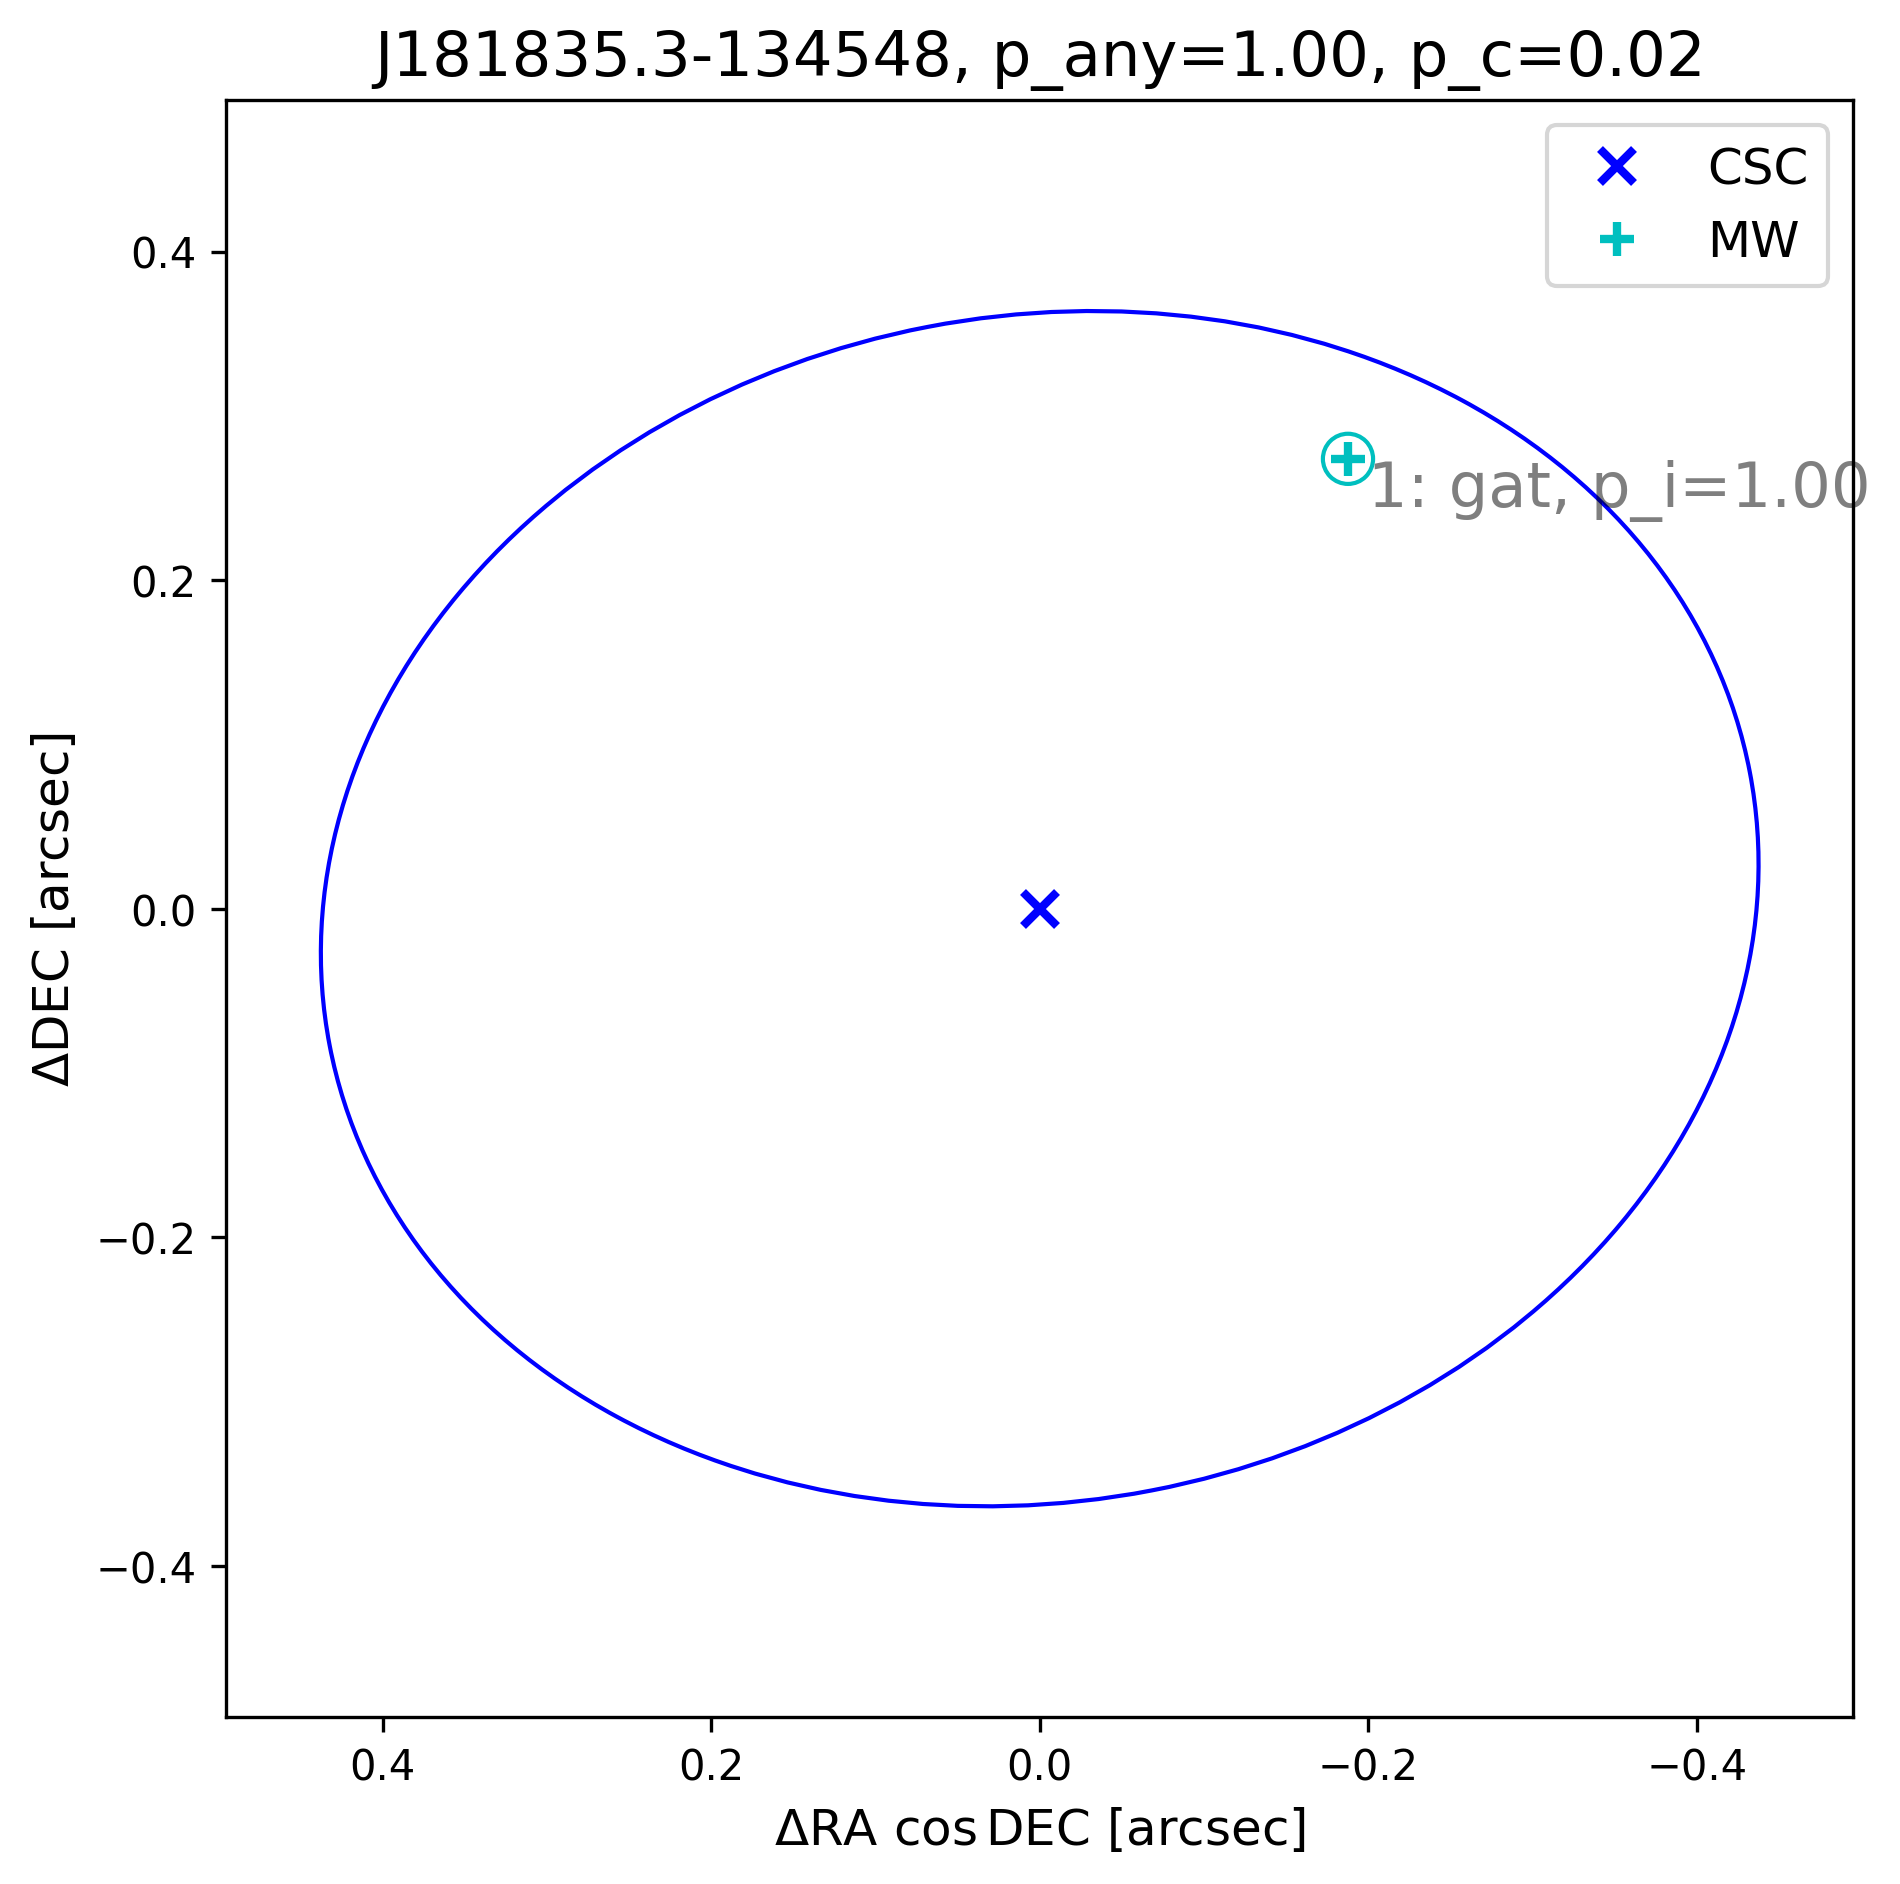 J181835.3-134548, p_any=1.00, p_c=0.02
CSC
MW
1: gat, p_i=1.00
0.4
0.2
0.0
−0.2
−0.4
ΔDEC [arcsec]
0.4
0.2
0.0
−0.2
−0.4
ΔRA cos DEC [arcsec]